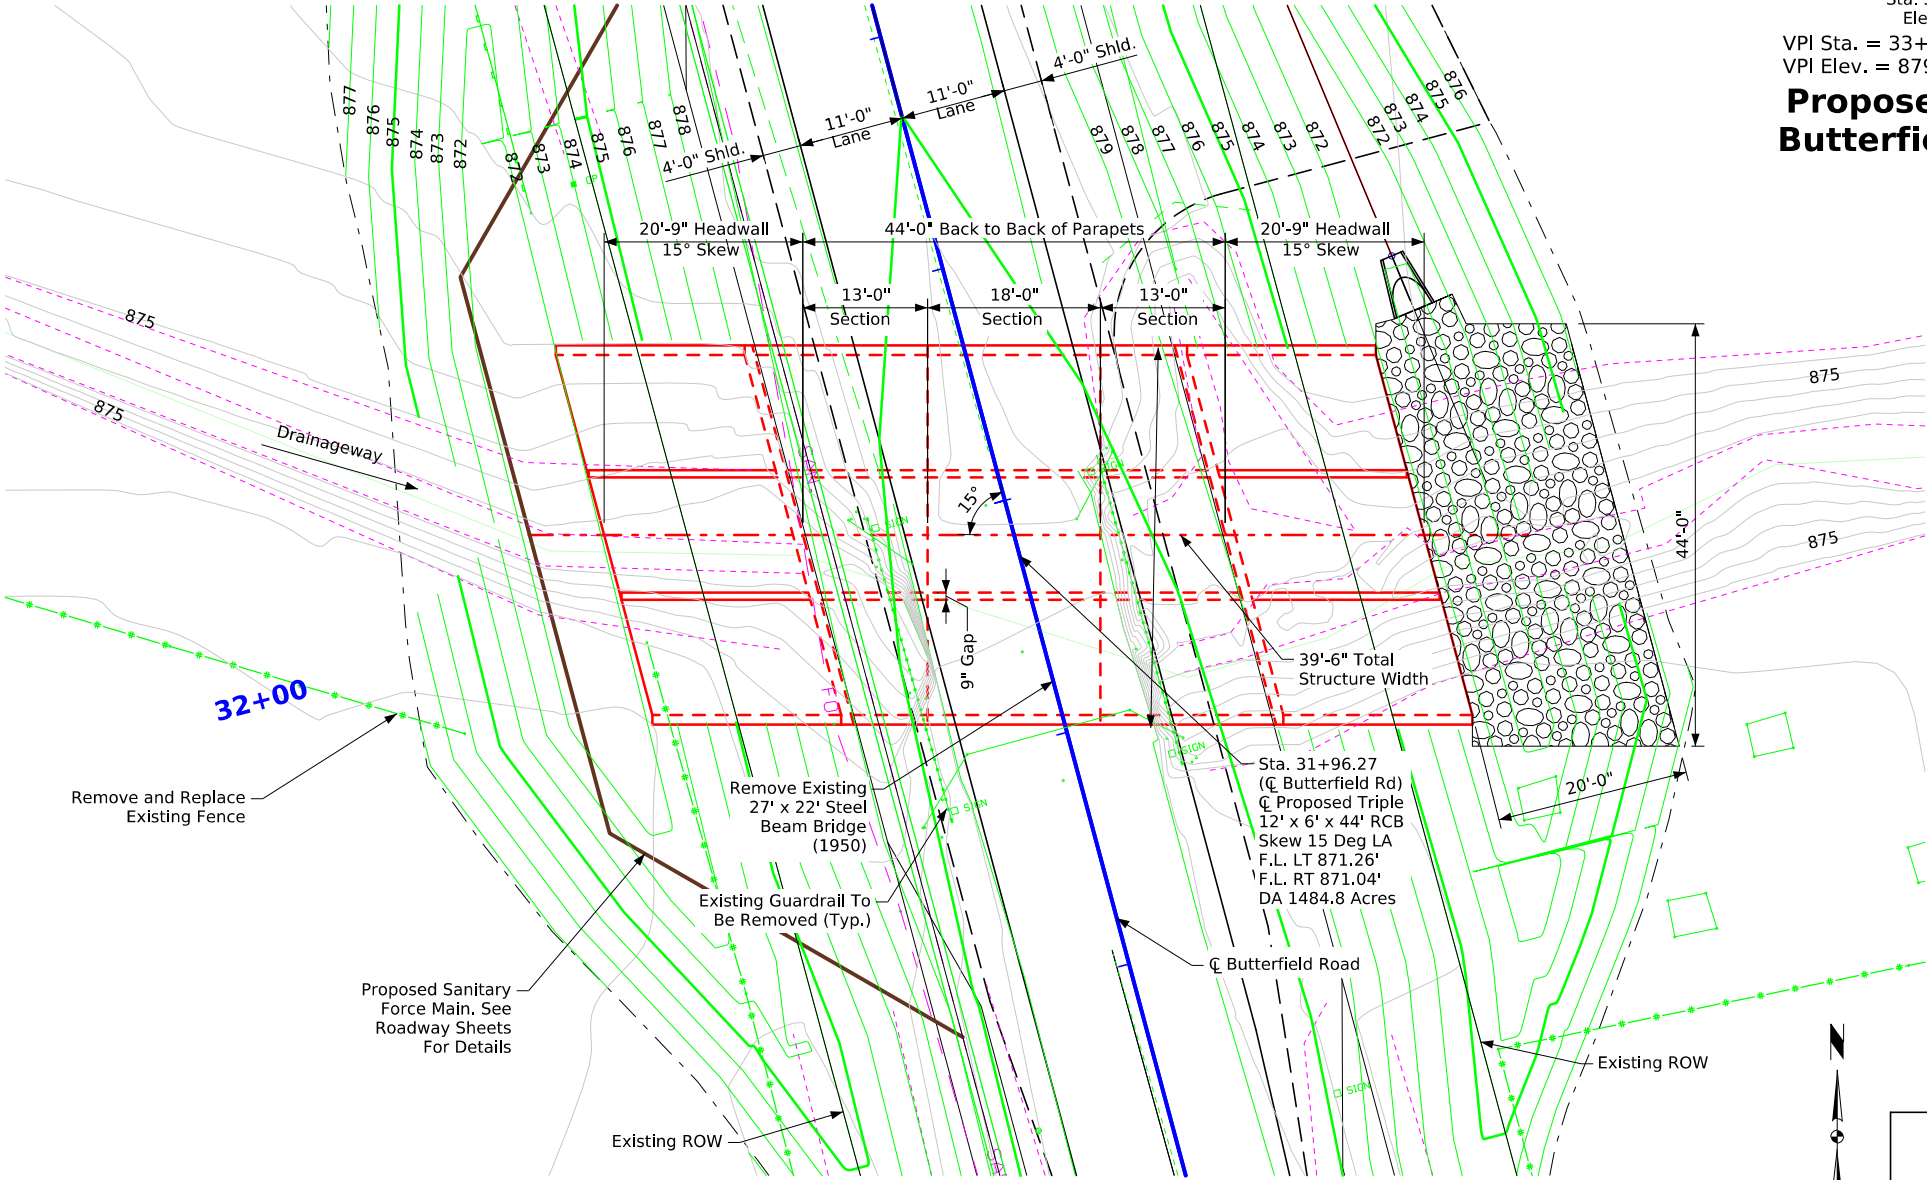 Sta.
Ele
VPI Sta. = 33+
VPI Elev. = 879
Propose
Butterfie
877
876
875
874
873
872
872
873
874
875
876
877
878
4'-0" Shld.
11'-0"
Lane
11'-0"
Lane
4'-0" Shld.
879
878
877
876
875
874
873
872
872
873
874
875
876
CP
20'-9" Headwall
15° Skew
44'-0" Back to Back of Parapets
20'-9" Headwall
15° Skew
13'-0"
Section
18'-0"
Section
13'-0"
Section
875
875
Drainageway
875
875
44'-0"
15°
SIGN
SIGN
9" Gap
39'-6" Total
Structure Width
32+00
FO
SIGN
SIGN
SIGN
20'-0"
Remove and Replace
Existing Fence
Remove Existing
27' x 22' Steel
Beam Bridge
(1950)
Sta. 31+96.27
(℄ Butterfield Rd)
℄ Proposed Triple
12' x 6' x 44' RCB
Skew 15 Deg LA
F.L. LT 871.26'
F.L. RT 871.04'
DA 1484.8 Acres
Existing Guardrail To
Be Removed (Typ.)
℄ Butterfield Road
Proposed Sanitary
Force Main. See
Roadway Sheets
For Details
Existing ROW
Existing ROW
N